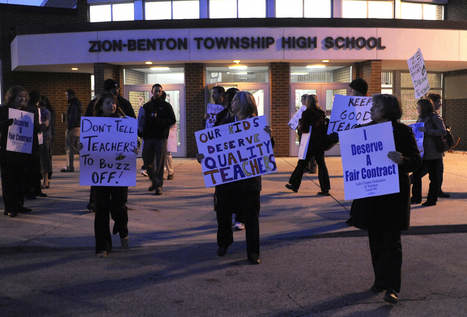 ZION-BENTON TOWNSHIP HIGH SCHOOL
DON'T TELL
TEACHERS
TO BUZZ
OFF!
OUR KIDS
DESERVE
QUALITY
TEACHERS
KEEP
GOOD
I
Deserve A
Fair Contract